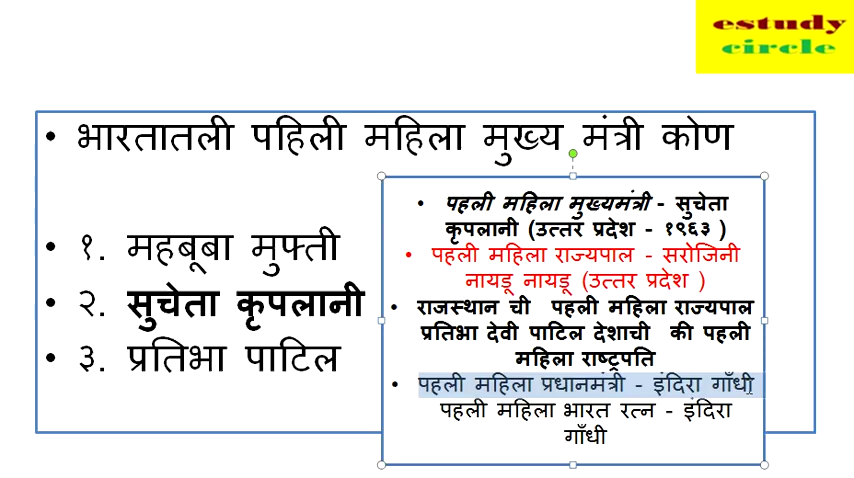 estudy
circle
• भारतातली पहिली महिला मुख्य मंत्री कोण
• १. महबूबा मुफ्ती
• २. सुचेता कृपलानी
• ३. प्रतिभा पाटिल
• पहली महिला मुख्यमंत्री - सुचेता
कृपलानी (उत्तर प्रदेश - १९६३ )
• पहली महिला राज्यपाल - सरोजिनी
नायडू नायडू (उत्तर प्रदेश )
• राजस्थान ची पहली महिला राज्यपाल
प्रतिभा देवी पाटिल देशाची की पहली
महिला राष्ट्रपति
• पहली महिला प्रधानमंत्री - इंदिरा गाँधी
पहली महिला भारत रत्न - इंदिरा
गाँधी